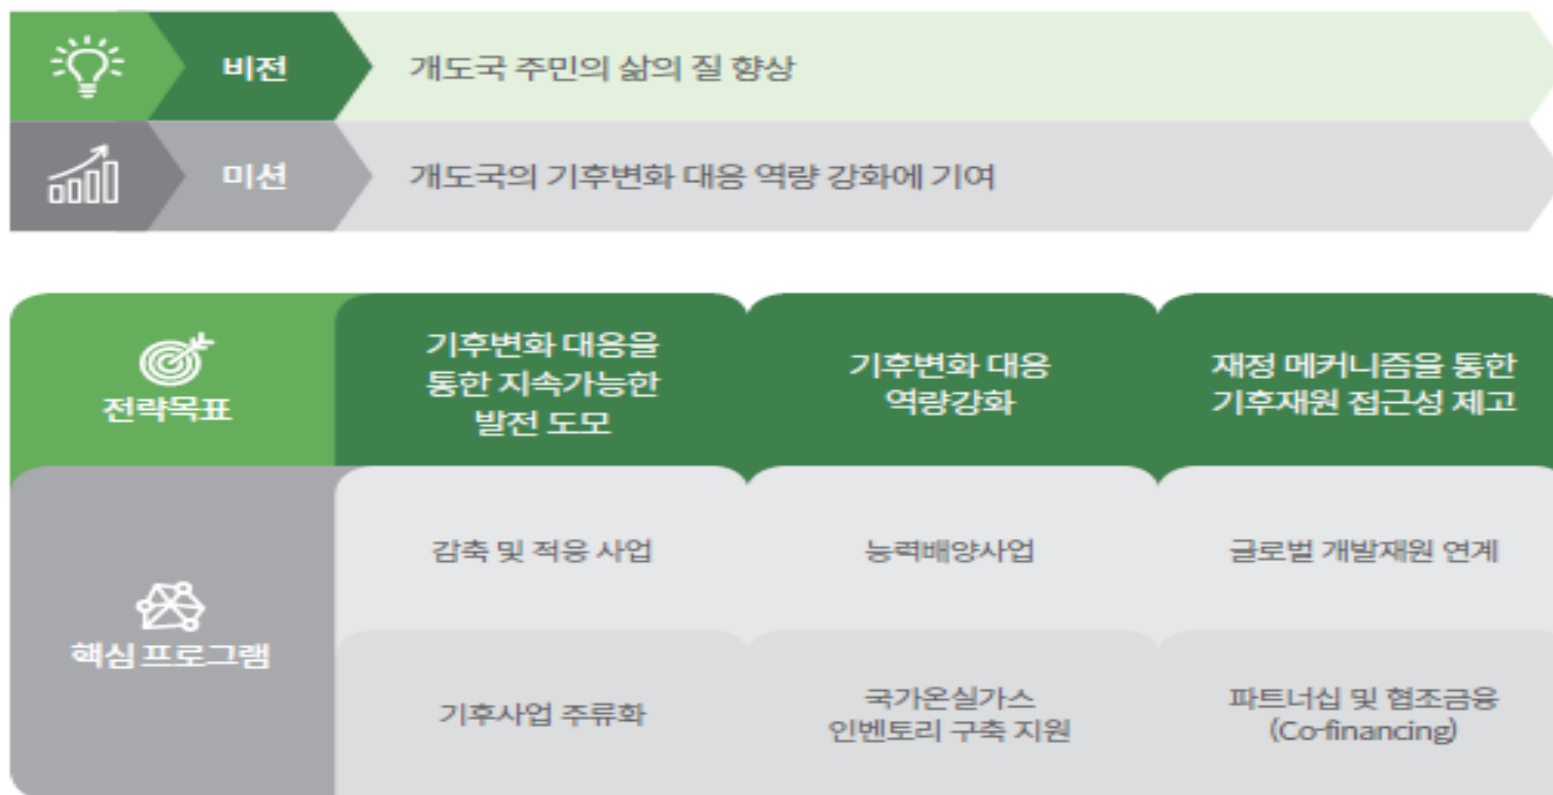 비전
개도국 주민의 삶의 질 향상
미션
개도국의 기후변화 대응 역량 강화에 기여
전략목표
기후변화 대응을
통한 지속가능한
발전 도모
기후변화 대응
역량강화
재정 메커니즘을 통한
기후재원 접근성 제고
핵심 프로그램
감축 및 적응 사업
능력배양사업
글로벌 개발재원 연계
기후사업 주류화
국가온실가스
인벤토리 구축 지원
파트너십 및 협조금융
(Co-financing)